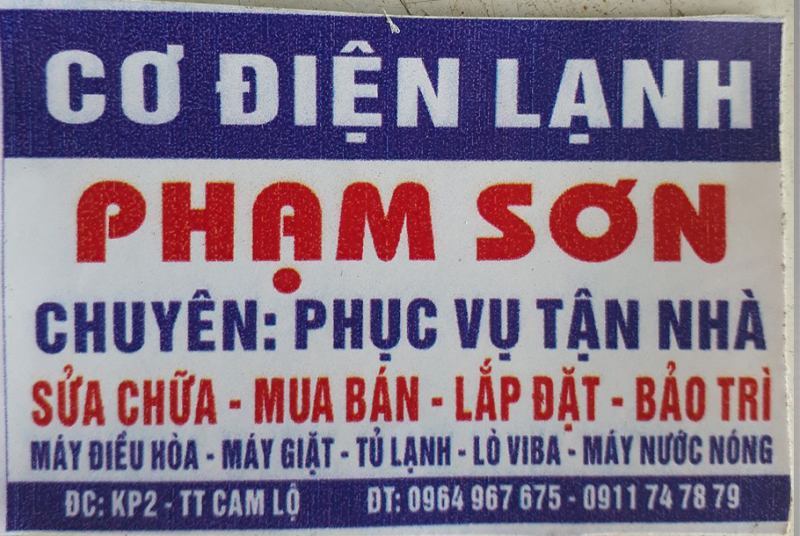 CƠ ĐIỆN LẠNH
PHẠM SƠN
CHUYÊN: PHỤC VỤ TẬN NHÀ
SỬA CHỮA - MUA BÁN - LẮP ĐẶT - BẢO TRÌ
MÁY ĐIỀU HÒA - MÁY GIẶT - TỦ LẠNH - LÒ VIBA - MÁY NƯỚC NÓNG
ĐC: KP2 - TT CAM LỘ ĐT: 0964 967 675 - 0911 74 78 79